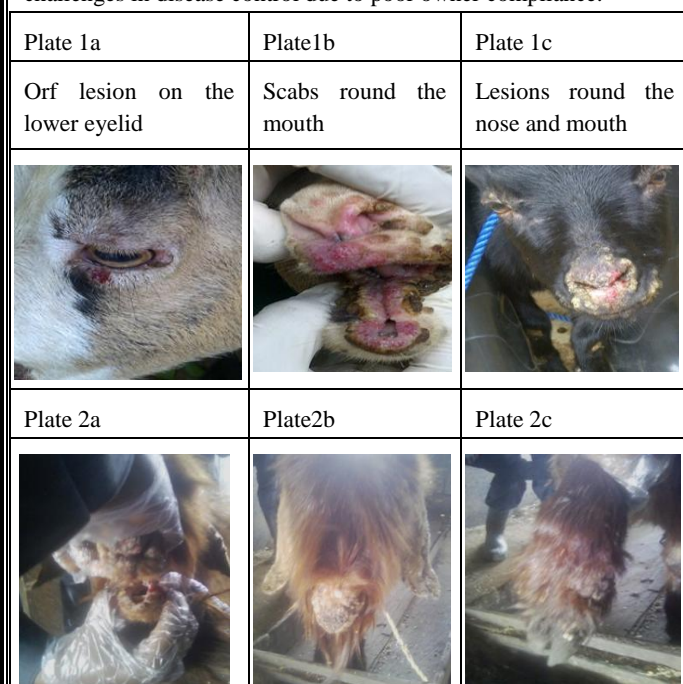 challenges in disease control due to poor owner compliance.
Plate 1a
Plate1b
Plate 1c
Orf lesion on the
lower eyelid
Scabs round the
mouth
Lesions round the
nose and mouth
Plate 2a
Plate2b
Plate 2c